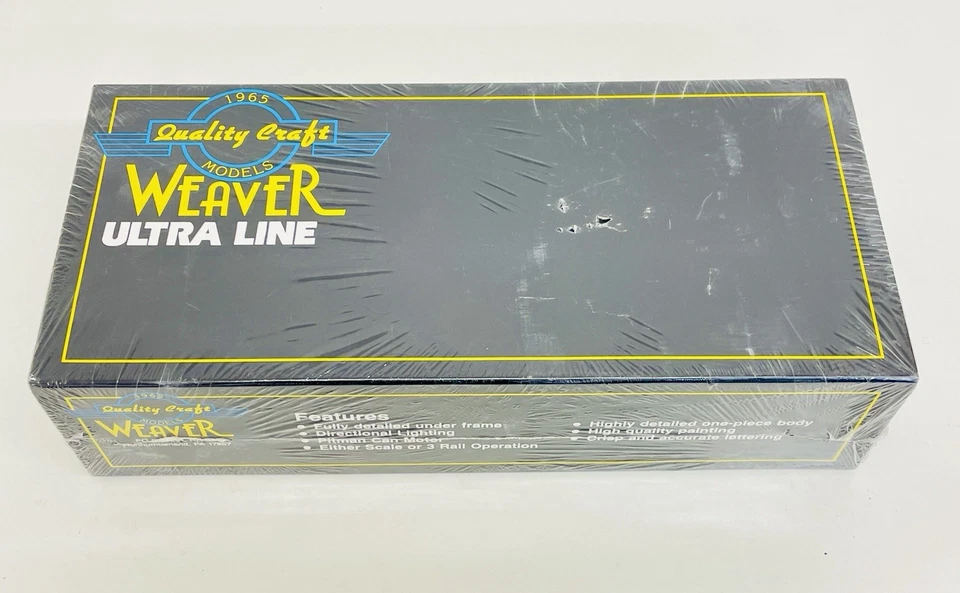 1965
Quality Craft
MODELS
WEAVER
ULTRA LINE
1965
Quality Craft
WEAVER
Features
• Fully detailed under frame
• Directional Lighting
• Pitman Can Motor
• Either Scale or 3 Rail Operation
• Highly detailed one-piece body
• High quality painting
• Crisp and accurate lettering